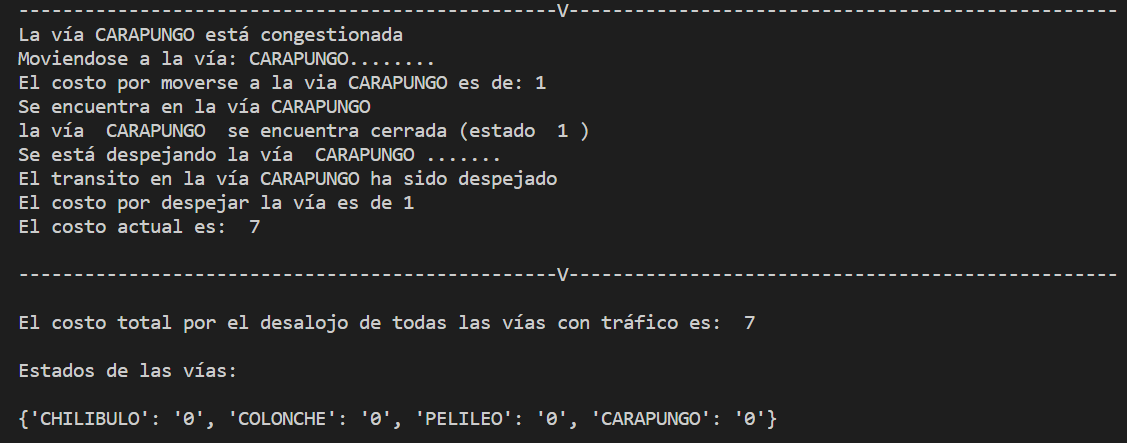 -------------------------------------------------V--------------------------------------------------
La vía CARAPUNGO está congestionada
Moviendose a la vía: CARAPUNGO........
El costo por moverse a la via CARAPUNGO es de: 1
Se encuentra en la vía CARAPUNGO
la vía  CARAPUNGO  se encuentra cerrada (estado  1 )
Se está despejando la vía  CARAPUNGO .......
El transito en la vía CARAPUNGO ha sido despejado
El costo por despejar la vía es de 1
El costo actual es:  7
-------------------------------------------------V--------------------------------------------------
El costo total por el desalojo de todas las vías con tráfico es:  7
Estados de las vías:
{'CHILIBULO': '0', 'COLONCHE': '0', 'PELILEO': '0', 'CARAPUNGO': '0'}